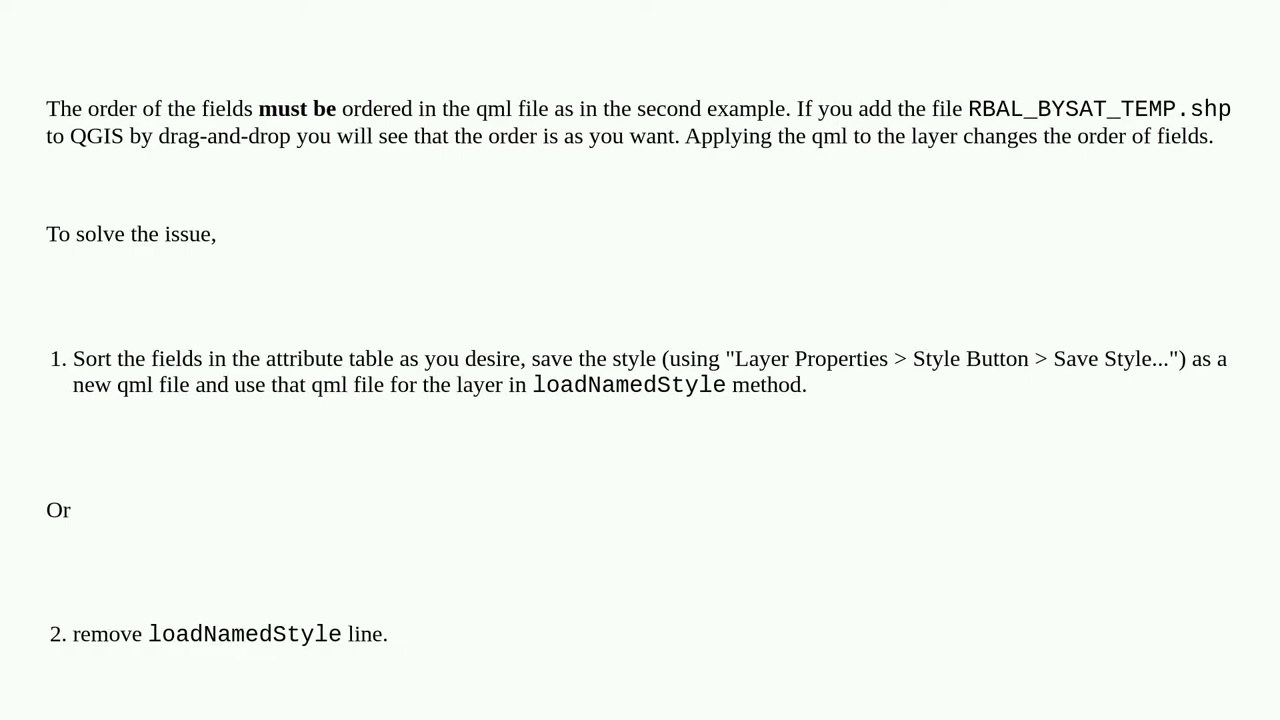 The order of the fields must be ordered in the qml file as in the second example. If you add the file RBAL_BYSAT_TEMP.shp
to QGIS by drag-and-drop you will see that the order is as you want. Applying the qml to the layer changes the order of fields.
To solve the issue,
1. Sort the fields in the attribute table as you desire, save the style (using "Layer Properties > Style Button > Save Style...") as a
new qml file and use that qml file for the layer in loadNamedStyle method.
Or
2. remove loadNamedStyle line.